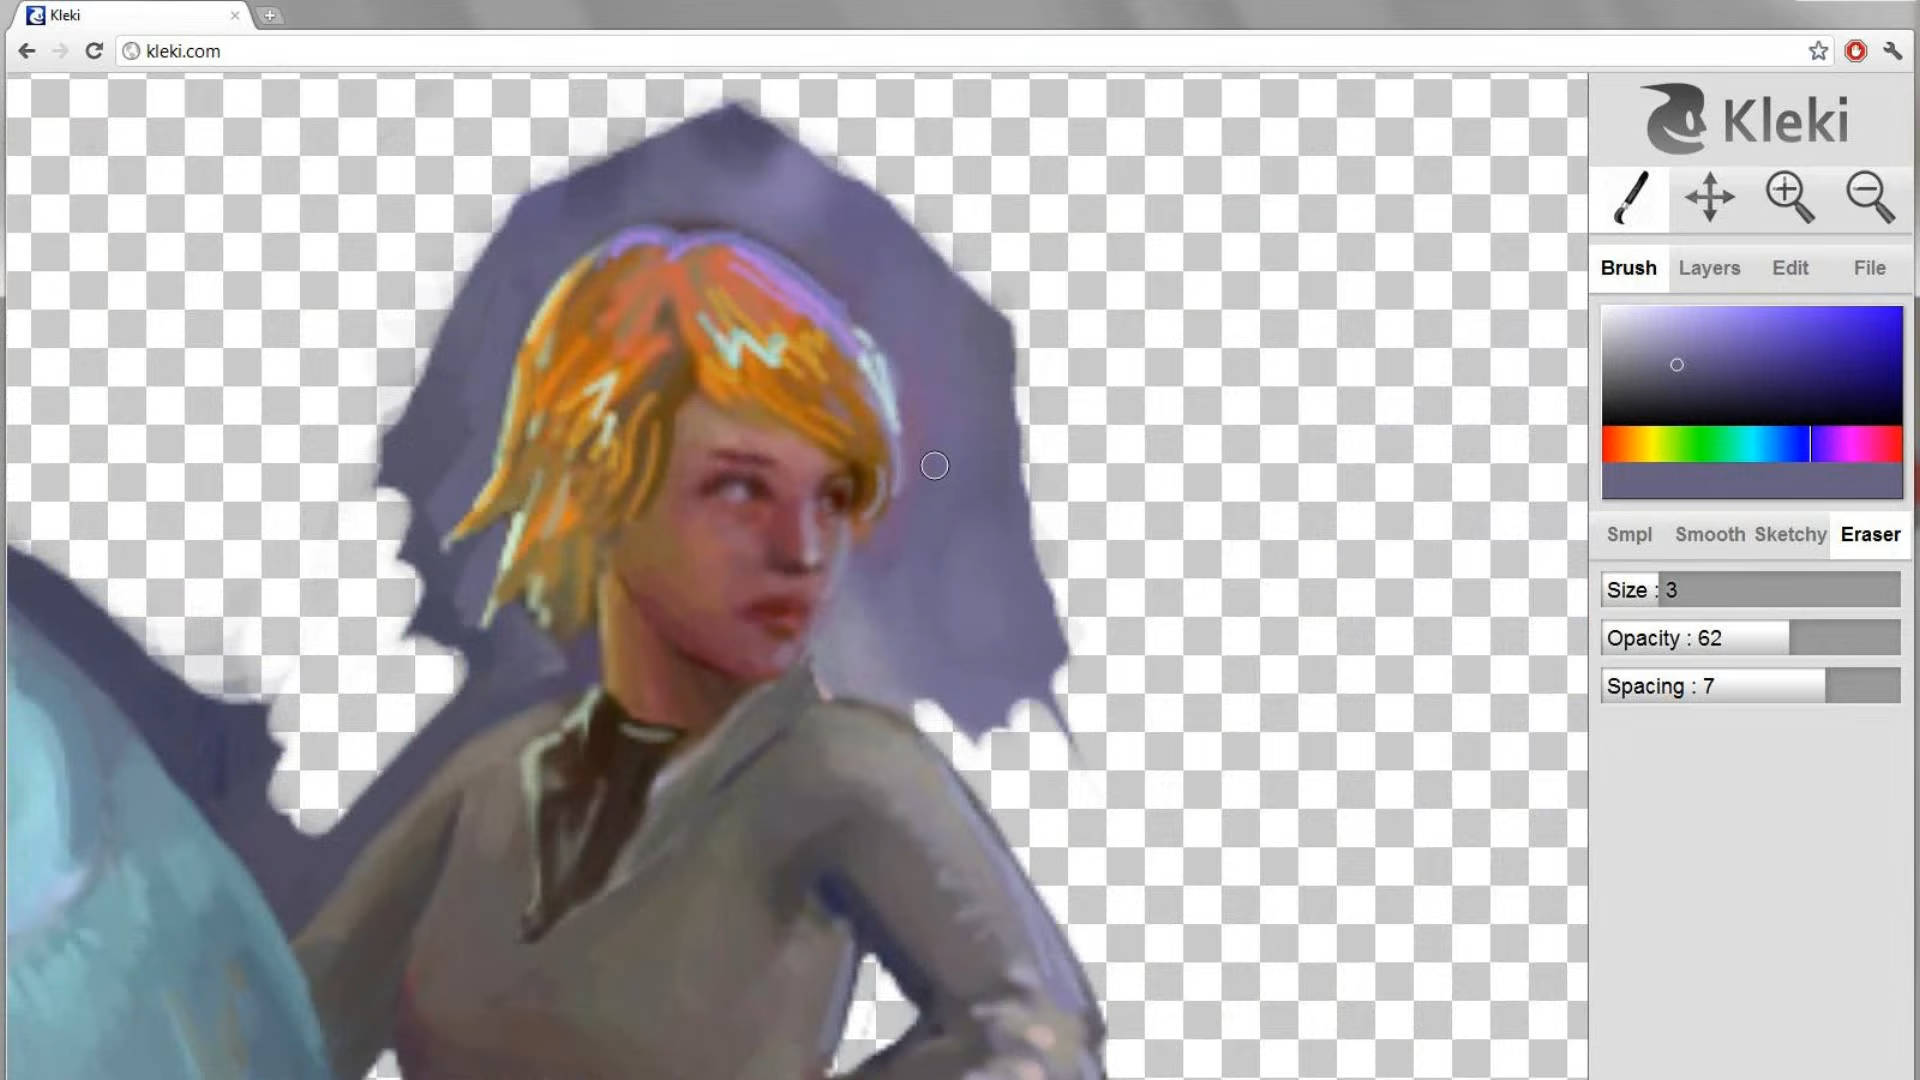 Kleki
kleki.com
Kleki
Brush Layers Edit File
Smpl Smooth Sketchy Eraser
Size : 3
Opacity : 62
Spacing : 7